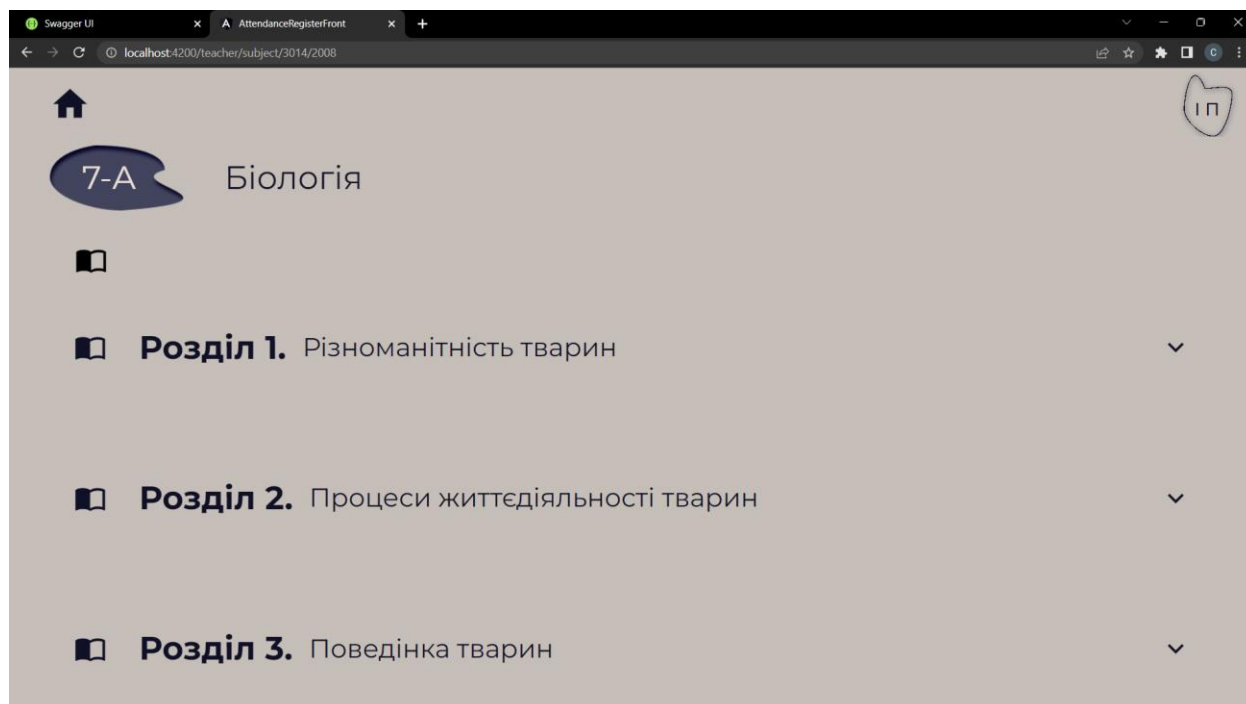 Swagger UI
AttendanceRegisterFront
localhost:4200/teacher/subject/3014/2008
C
І П
7-А Біологія
Розділ 1. Різноманітність тварин
Розділ 2. Процеси життєдіяльності тварин
Розділ 3. Поведінка тварин